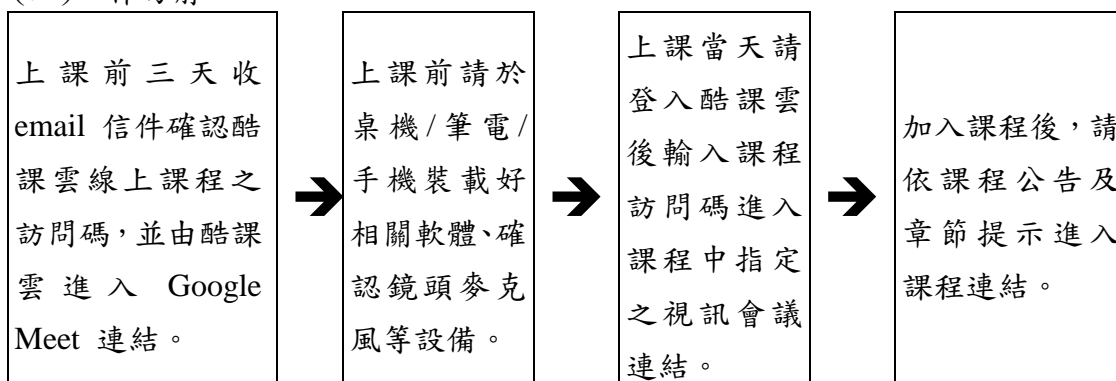 上課前三天收
email 信件確認酷
課雲線上課程之
訪問碼，並由酷課
雲進入 Google
Meet 連結。
上課前請於
桌機/筆電/
手機裝載好
相關軟體、確
認鏡頭麥克
風等設備。
上課當天請
登入酷課雲
後輸入課程
訪問碼進入
課程中指定
之視訊會議
連結。
加入課程後，請
依課程公告及
章節提示進入
課程連結。